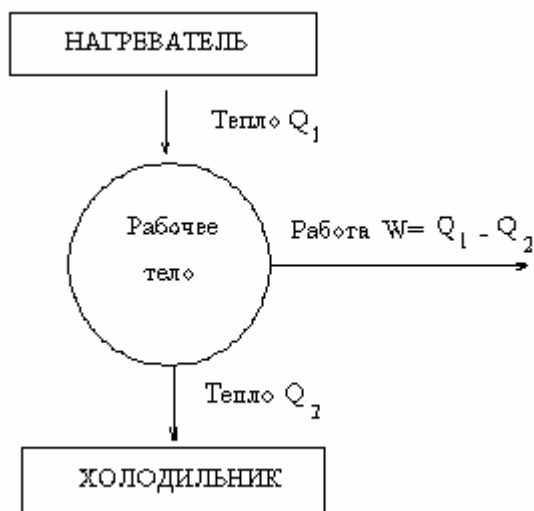 НАГРЕВАТЕЛЬ
Тепло Q₁
Рабочее
тело
Работа W= Q₁ - Q₂
Тепло Q₂
ХОЛОДИЛЬНИК